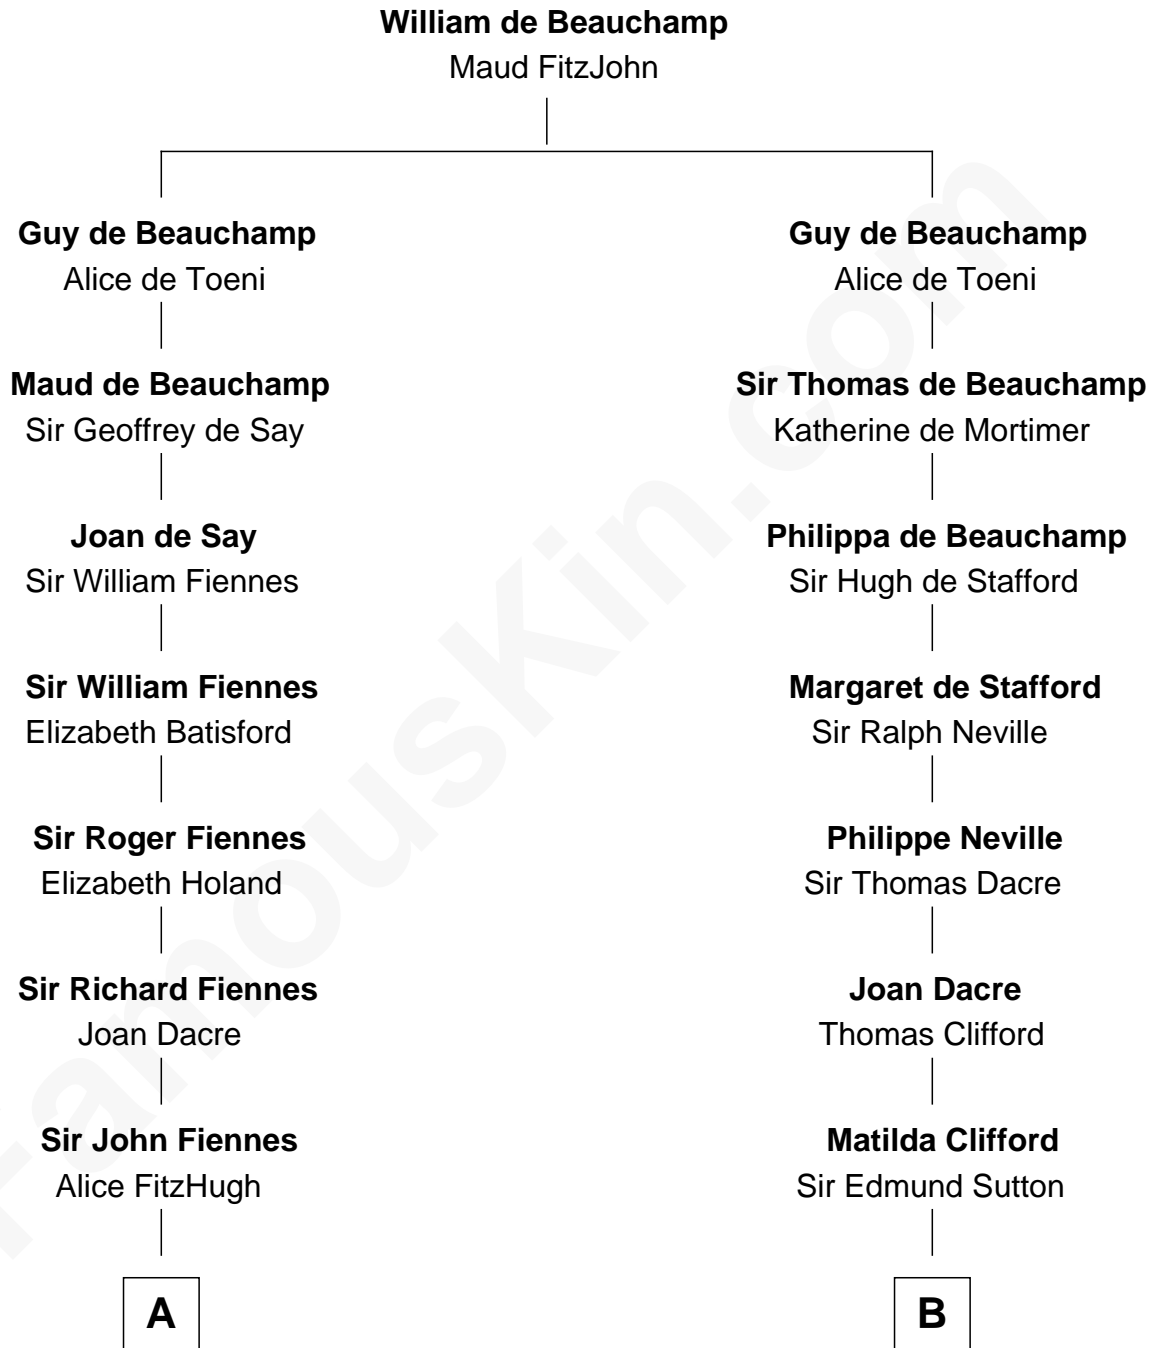 William de Beauchamp
Maud FitzJohn
Guy de Beauchamp
Alice de Toeni
Guy de Beauchamp
Alice de Toeni
Maud de Beauchamp
Sir Geoffrey de Say
Sir Thomas de Beauchamp
Katherine de Mortimer
Joan de Say
Sir William Fiennes
Philippa de Beauchamp
Sir Hugh de Stafford
Sir William Fiennes
Elizabeth Batisford
Margaret de Stafford
Sir Ralph Neville
Sir Roger Fiennes
Elizabeth Holand
Philippe Neville
Sir Thomas Dacre
Sir Richard Fiennes
Joan Dacre
Joan Dacre
Thomas Clifford
Sir John Fiennes
Alice FitzHugh
Matilda Clifford
Sir Edmund Sutton
A
B
FamousKin.com